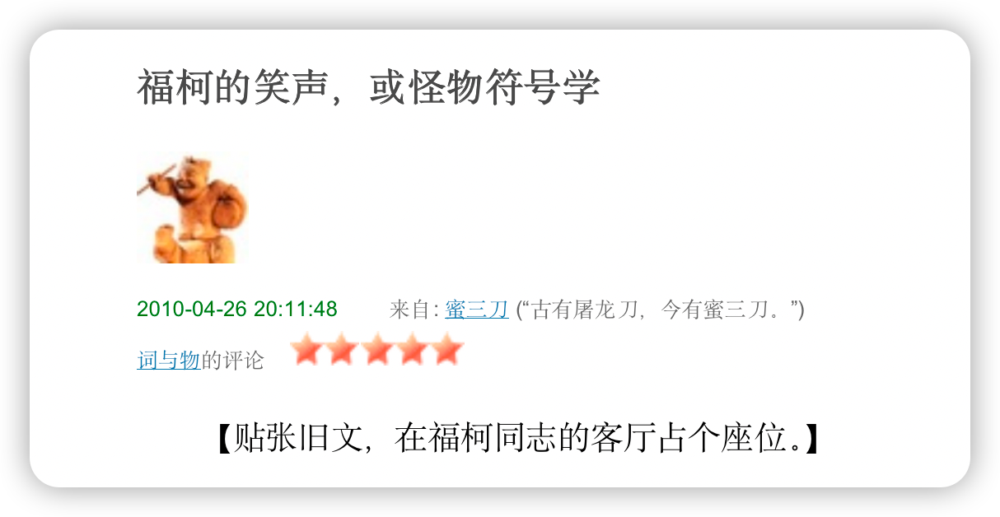 福柯的笑声，或怪物符号学
2010-04-26 20:11:48 来自: 蜜三刀 (“古有屠龙刀，今有蜜三刀。”)
词与物的评论
【贴张旧文，在福柯同志的客厅占个座位。】